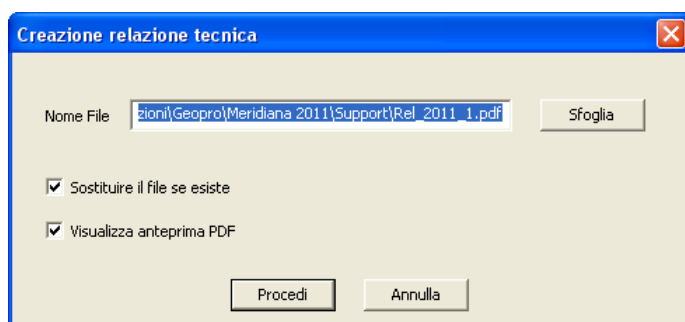 Creazione relazione tecnica
Nome File zioni\Geopro\Meridiana 2011\Support\Rel_2011_1.pdf Sfoglia
Sostituire il file se esiste
Visualizza anteprima PDF
Procedi Annulla